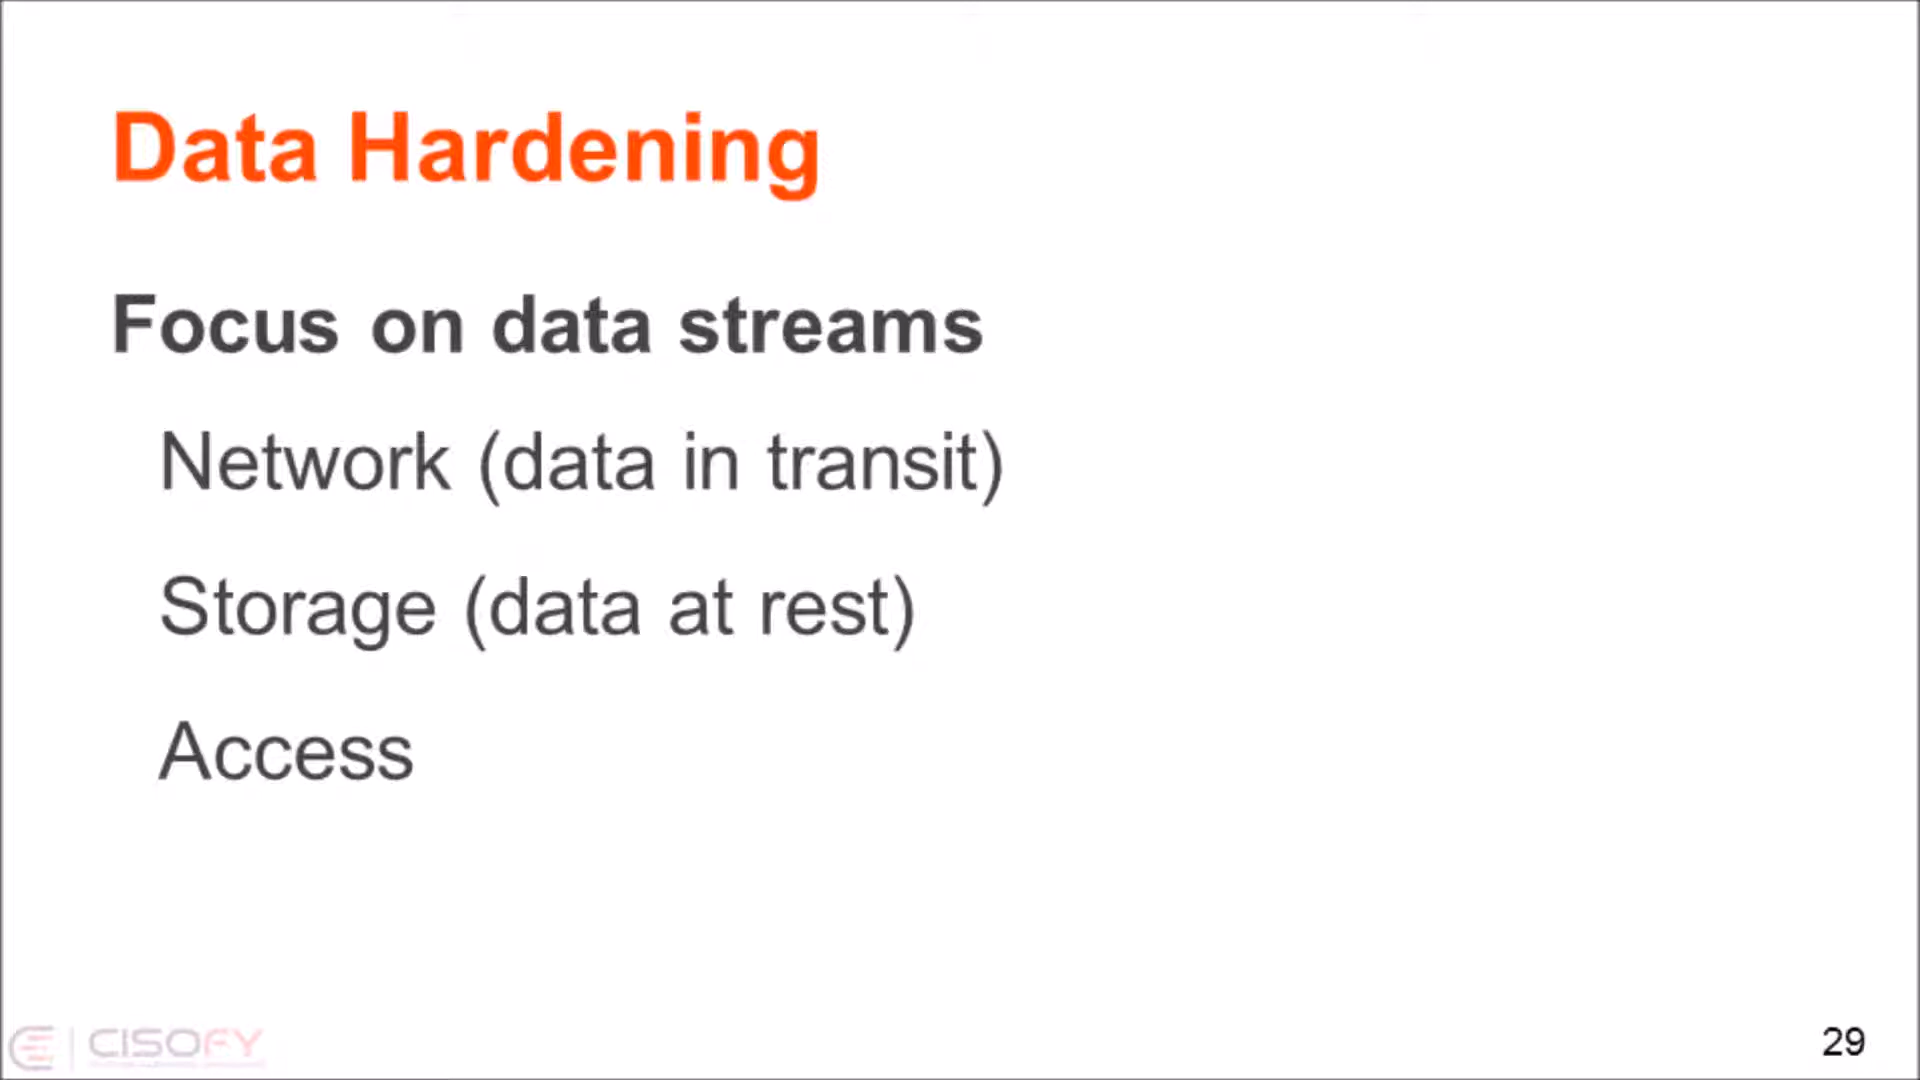 Data Hardening
Focus on data streams
Network (data in transit)
Storage (data at rest)
Access
CISOFY
29